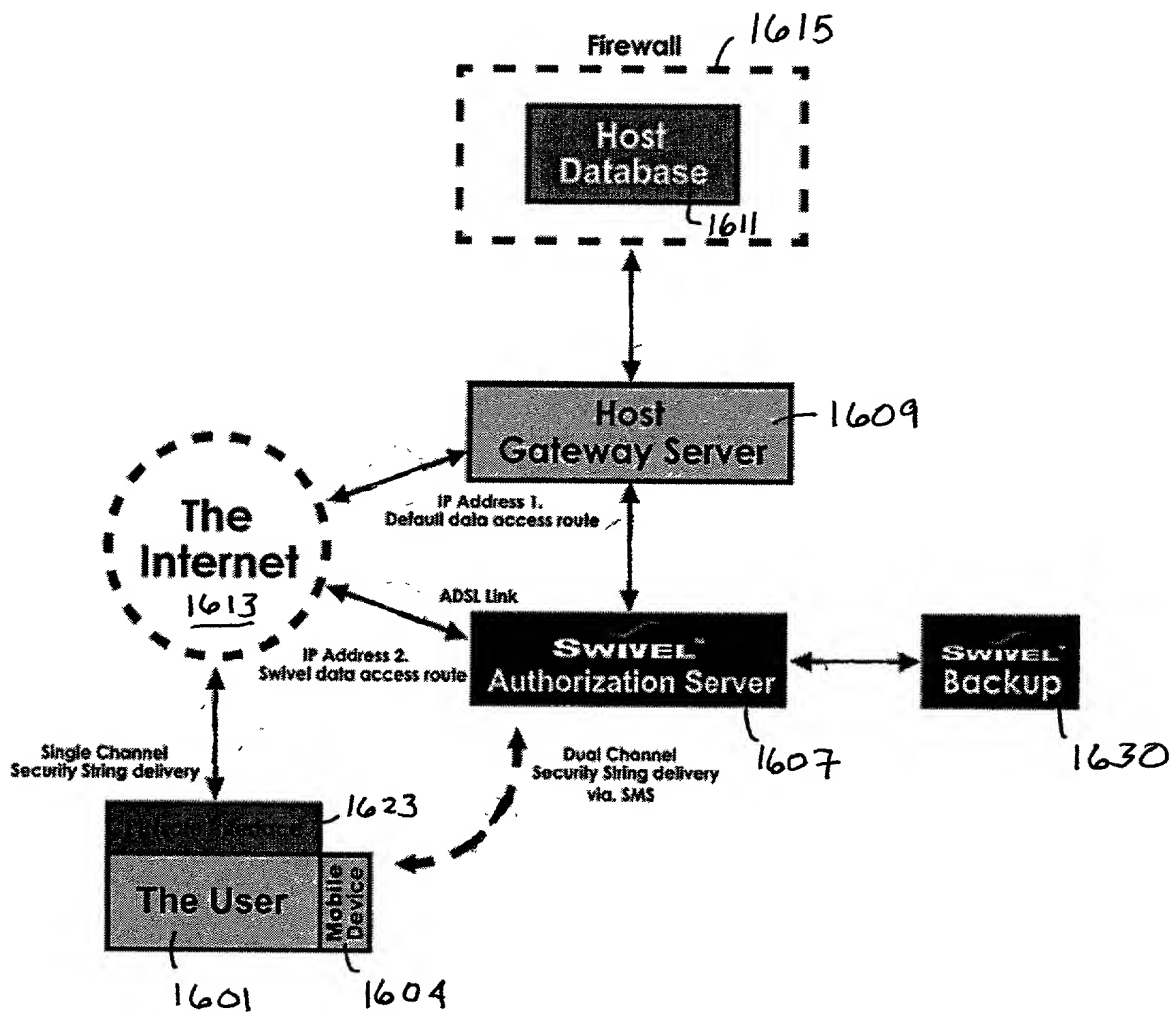 1615
Firewall
Host
Database
1611
Host
Gateway Server
1609
The
Internet
1613
IP Address 1.
Default data access route
ADSL Link
IP Address 2.
Swivel data access route
SWIVEL™
Authorization Server
1607
SWIVEL™
Backup
1630
Single Channel
Security String delivery
Dual Channel
Security String delivery
via. SMS
1623
The User
Mobile
Device
1601
1604